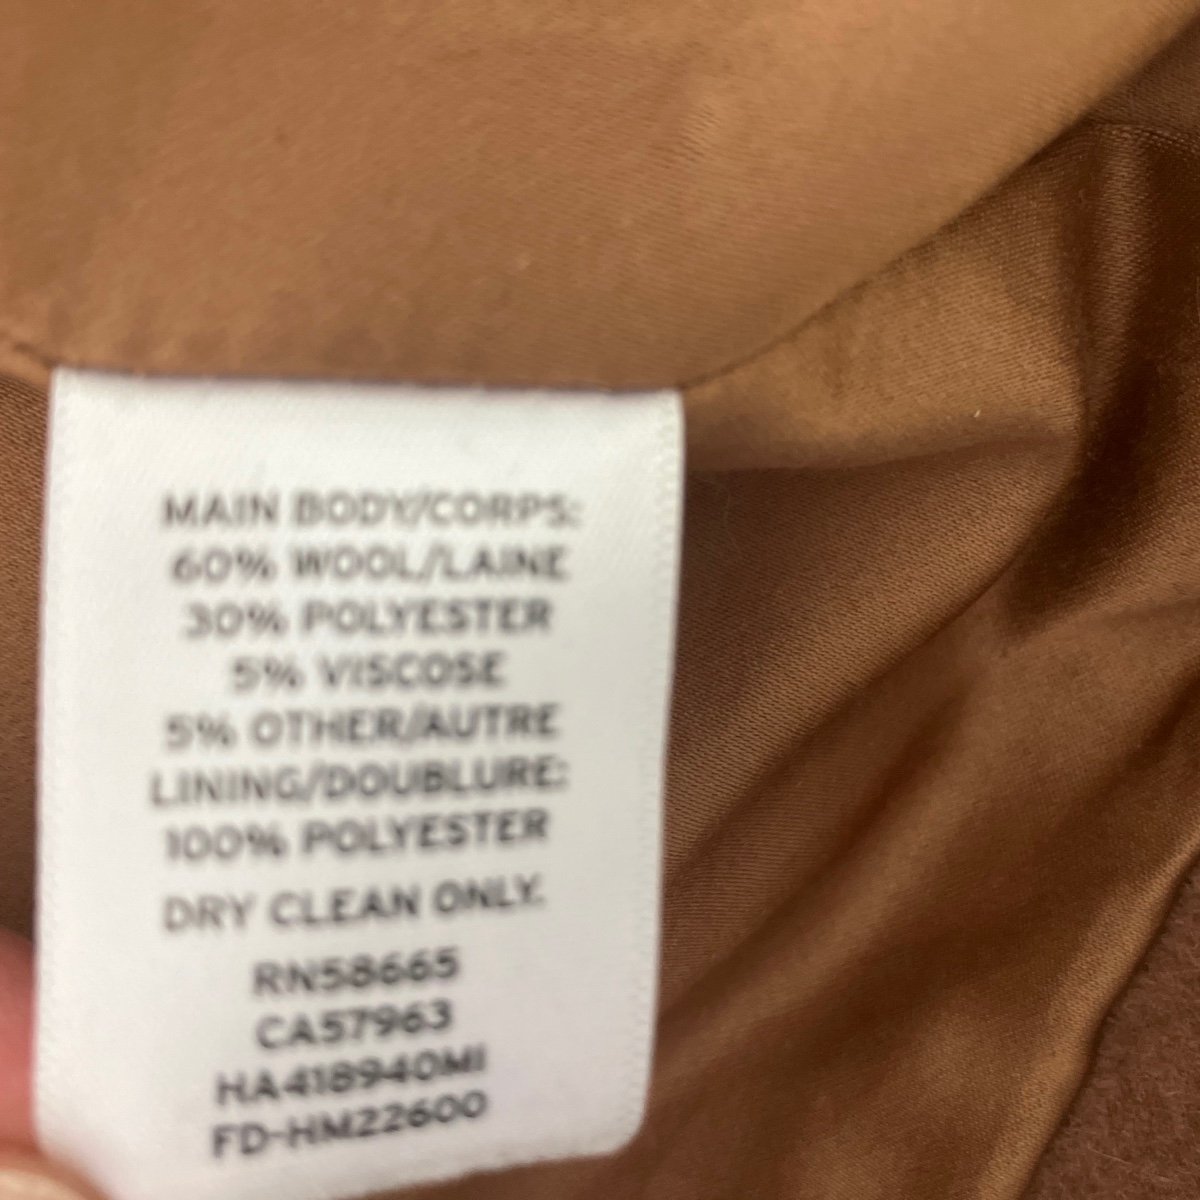 MAIN BODY/CORPS:
60% WOOL/LAINE
30% POLYESTER
5% VISCOSE
5% OTHER/AUTRE
LINING/DOUBLURE:
100% POLYESTER
DRY CLEAN ONLY.
RN58665
CA57963
HA418940MI
FD-HM22600